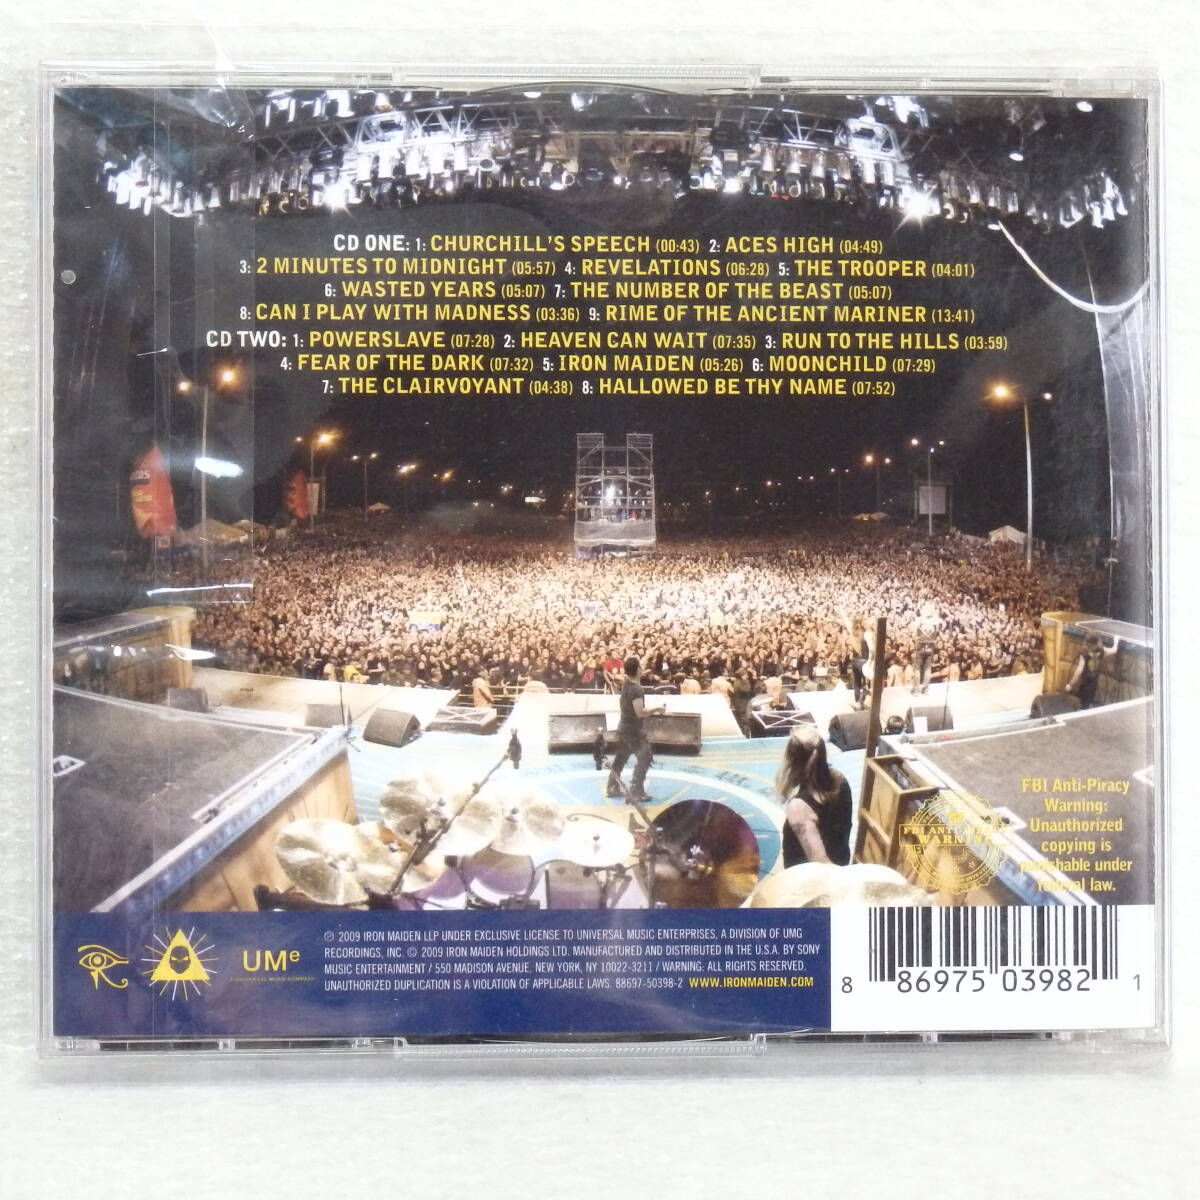 CD ONE: 1: CHURCHILL'S SPEECH (00:43) 2: ACES HIGH (04:49)
3: 2 MINUTES TO MIDNIGHT (05:57) 4: REVELATIONS (06:28) 5: THE TROOPER (04:01)
6: WASTED YEARS (05:07) 7: THE NUMBER OF THE BEAST (05:07)
8: CAN I PLAY WITH MADNESS (03:36) 9: RIME OF THE ANCIENT MARINER (13:41)
CD TWO: 1: POWERSLAVE (07:28) 2: HEAVEN CAN WAIT (07:35) 3: RUN TO THE HILLS (03:59)
4: FEAR OF THE DARK (07:32) 5: IRON MAIDEN (05:26) 6: MOONCHILD (07:29)
7: THE CLAIRVOYANT (04:38) 8: HALLOWED BE THY NAME (07:52)
FBI Anti-Piracy
Warning:
Unauthorized
copying is
punishable under
federal law.
FBI ANTI-PIRACY
WARNING
UMe
℗ 2009 IRON MAIDEN LLP UNDER EXCLUSIVE LICENSE TO UNIVERSAL MUSIC ENTERPRISES, A DIVISION OF UMG
RECORDINGS, INC. © 2009 IRON MAIDEN HOLDINGS LTD. MANUFACTURED AND DISTRIBUTED IN THE U.S.A. BY SONY
MUSIC ENTERTAINMENT / 550 MADISON AVENUE, NEW YORK, NY 10022-3211 / WARNING: ALL RIGHTS RESERVED.
UNAUTHORIZED DUPLICATION IS A VIOLATION OF APPLICABLE LAWS. 88697-50398-2 WWW.IRONMAIDEN.COM
8 86975 03982 1